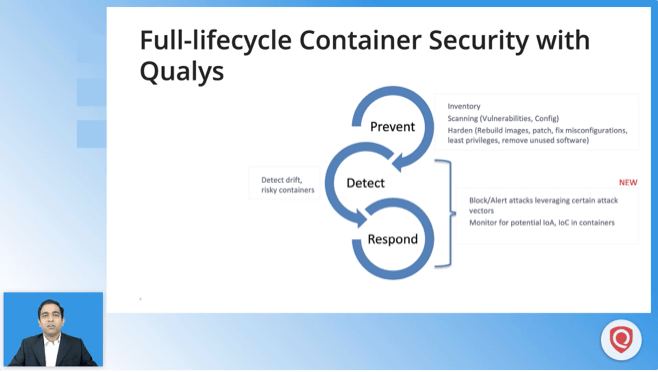 Full-lifecycle Container Security with
Qualys
Prevent
Inventory
Scanning (Vulnerabilities, Config)
Harden (Rebuild images, patch, fix misconfigurations,
least privileges, remove unused software)
Detect drift,
risky containers
Detect
NEW
Block/Alert attacks leveraging certain attack
vectors
Monitor for potential IoA, IoC in containers
Respond